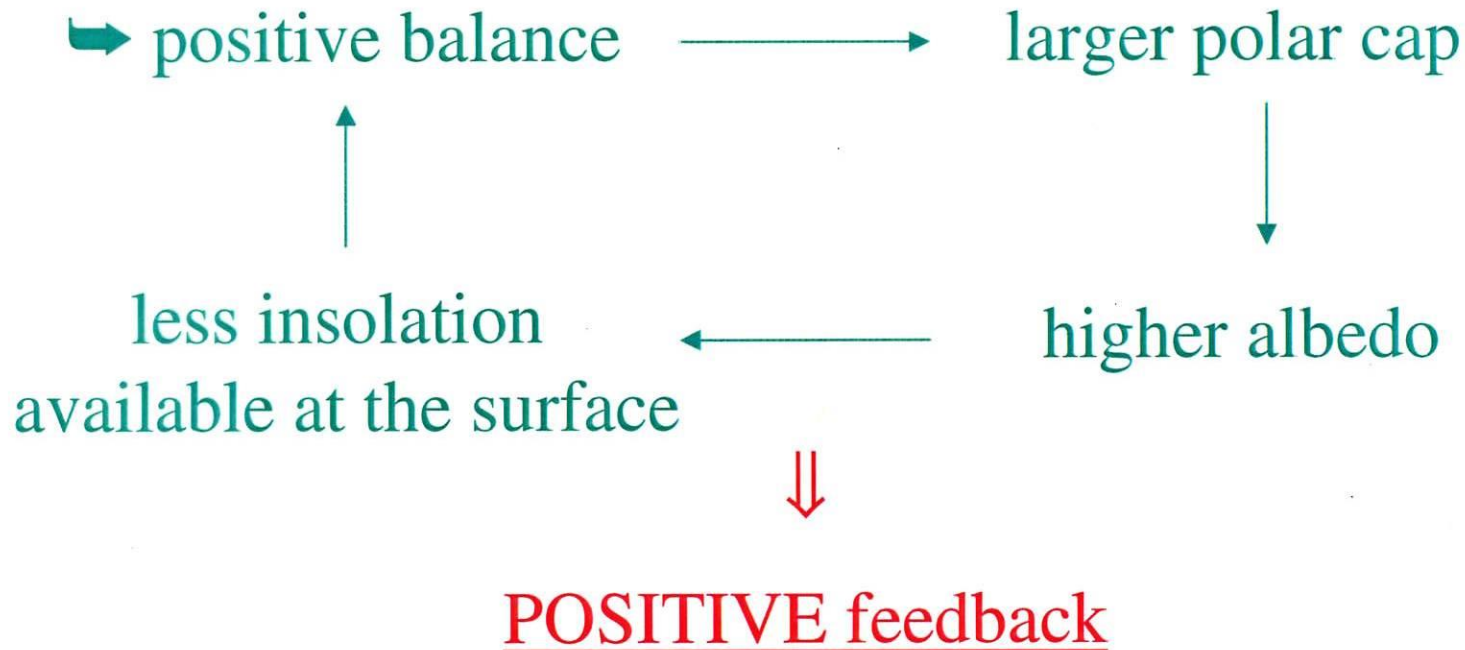 positive balance
larger polar cap
higher albedo
less insolation
available at the surface
POSITIVE feedback